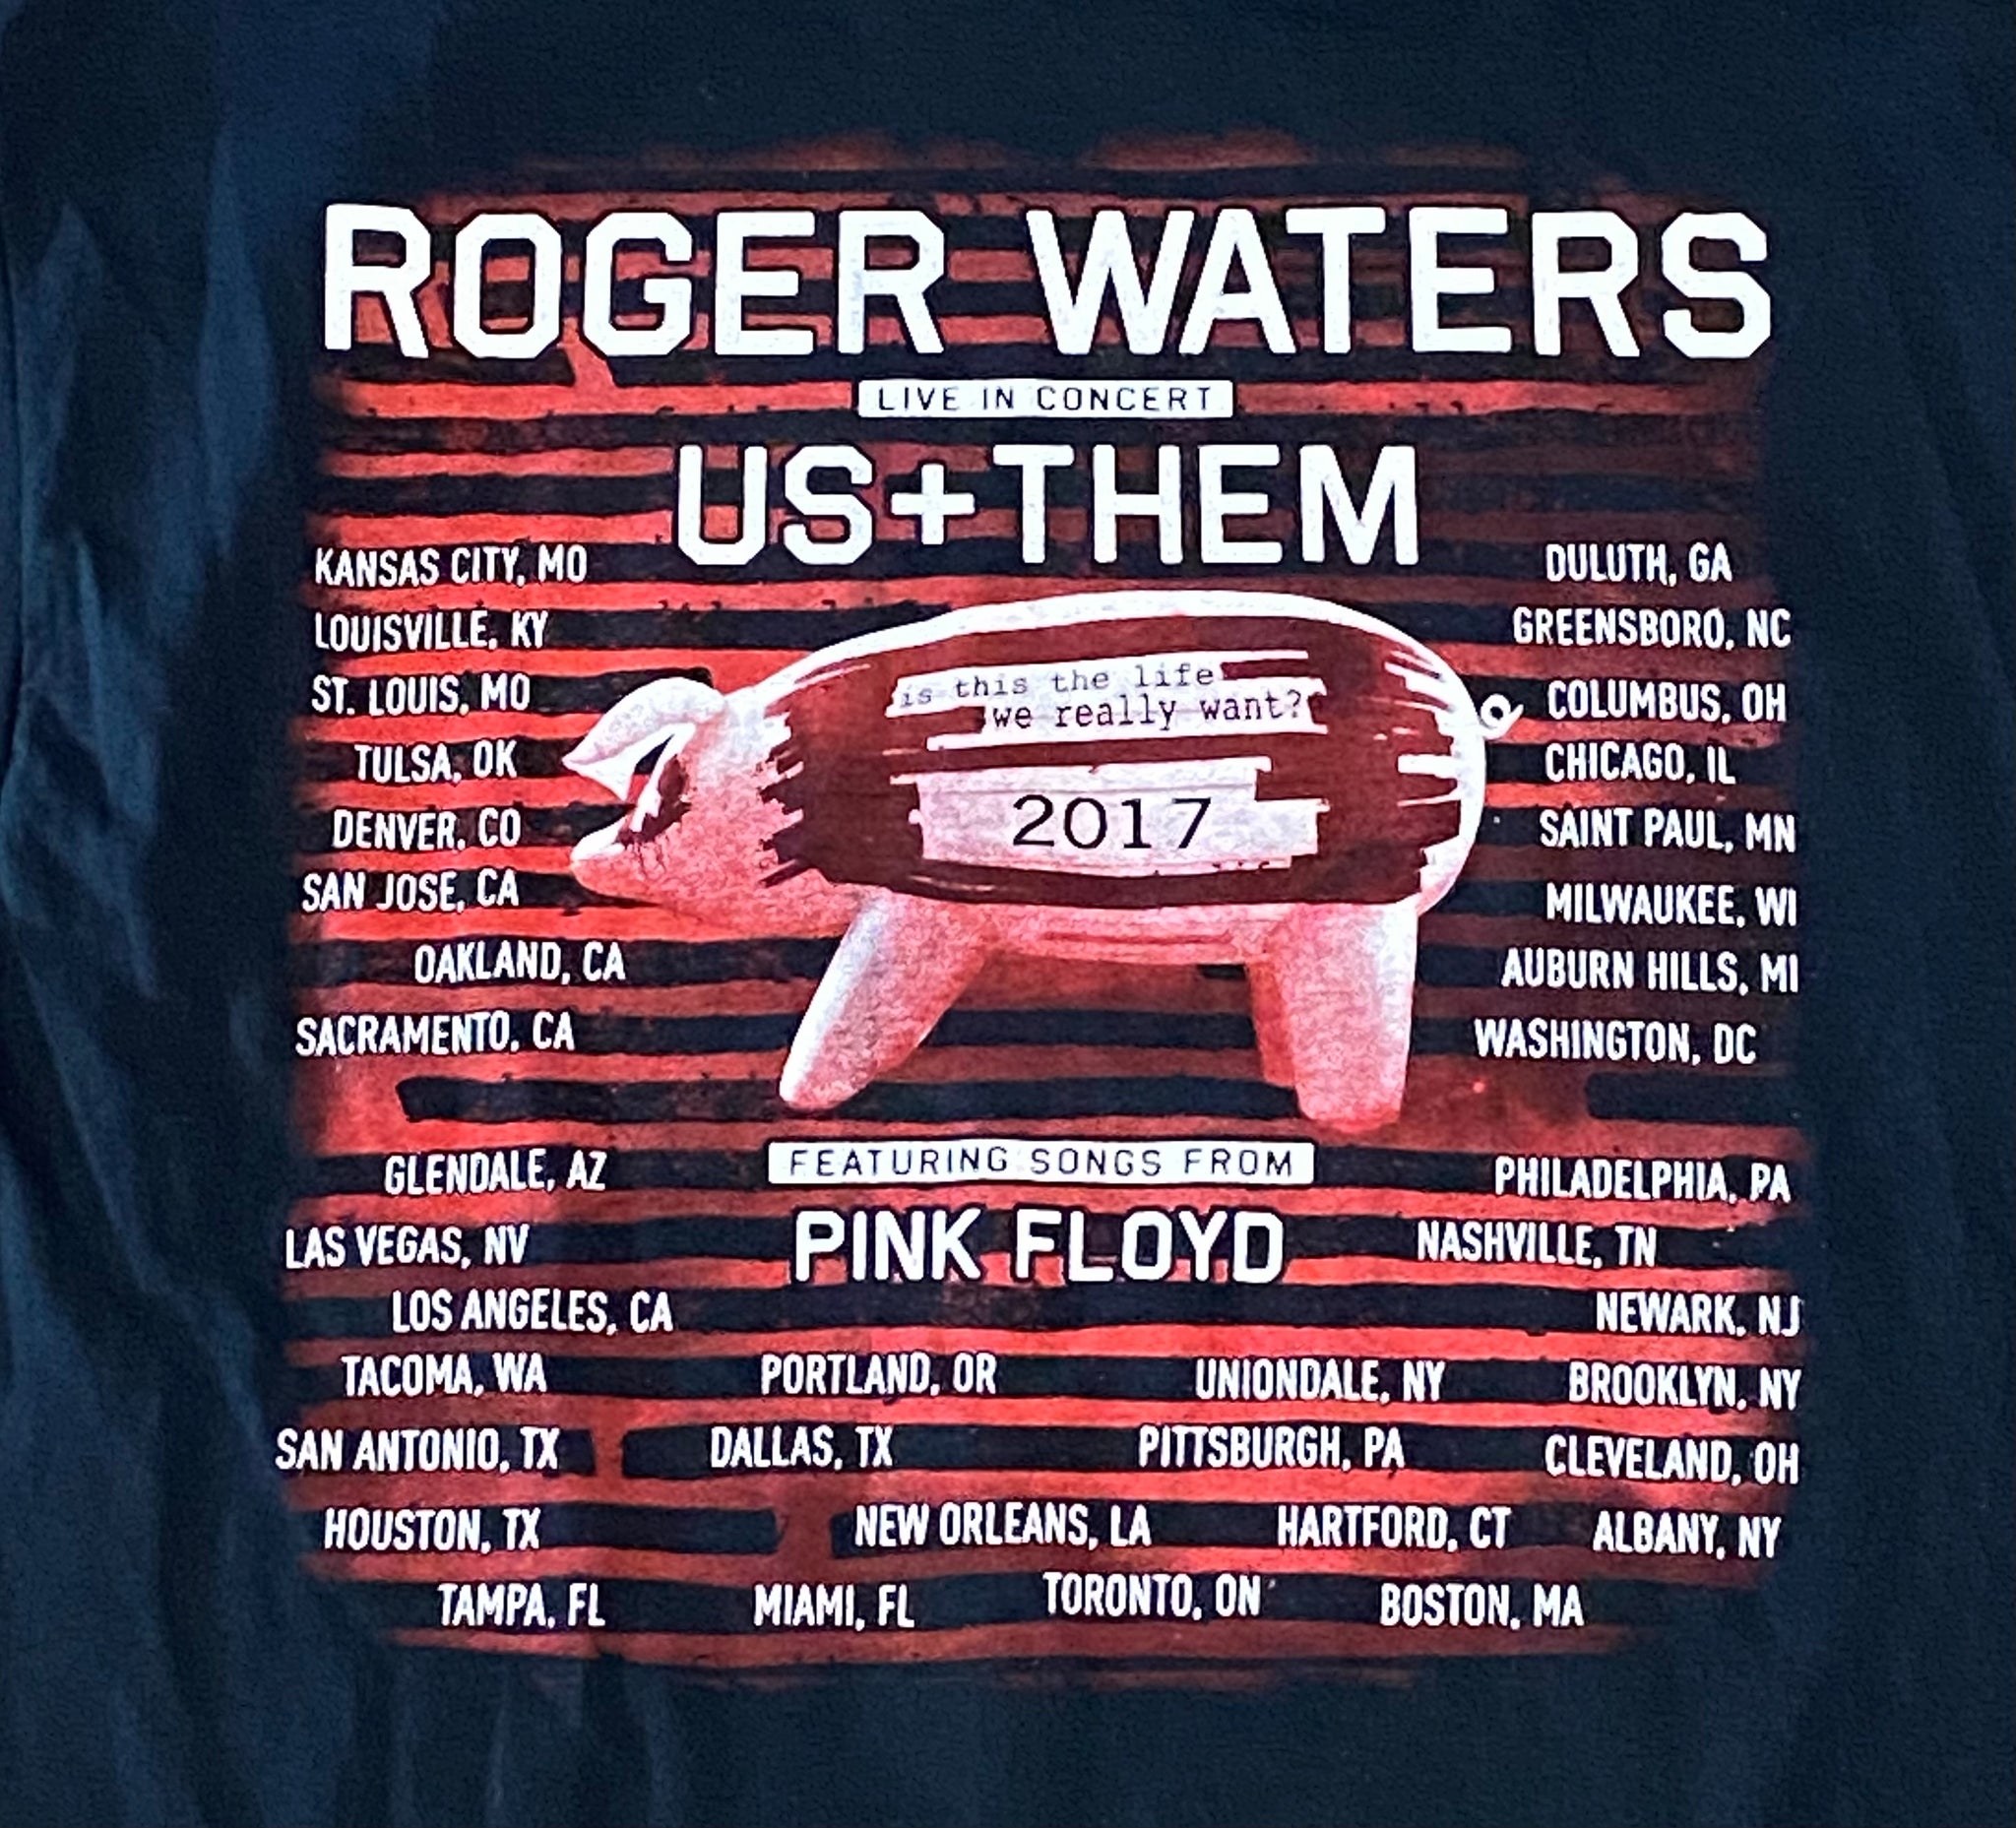 ROGER WATERS
LIVE IN CONCERT
US+THEM
KANSAS CITY, MO
LOUISVILLE, KY
ST. LOUIS, MO
TULSA, OK
DENVER, CO
SAN JOSE, CA
OAKLAND, CA
SACRAMENTO, CA
GLENDALE, AZ
LAS VEGAS, NV
LOS ANGELES, CA
is this the life
we really want?
2017
DULUTH, GA
GREENSBORO, NC
COLUMBUS, OH
CHICAGO, IL
SAINT PAUL, MN
MILWAUKEE, WI
AUBURN HILLS, MI
WASHINGTON, DC
PHILADELPHIA, PA
NASHVILLE, TN
NEWARK, NJ
FEATURING SONGS FROM
PINK FLOYD
TACOMA, WA PORTLAND, OR UNIONDALE, NY BROOKLYN, NY
SAN ANTONIO, TX DALLAS, TX PITTSBURGH, PA CLEVELAND, OH
HOUSTON, TX NEW ORLEANS, LA HARTFORD, CT ALBANY, NY
TAMPA, FL MIAMI, FL TORONTO, ON BOSTON, MA